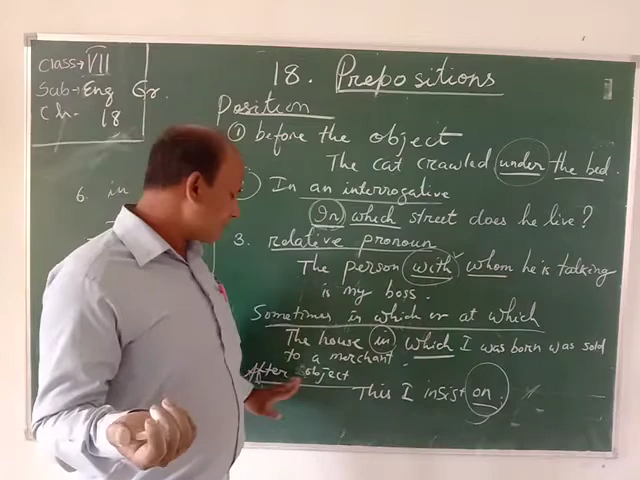 Class→ VII
Sub→ Eng Gr.
Ch- 18
18. Prepositions
Position
① before the object
The cat crawled under the bed.
6. in
In an interrogative
In which street does he live?
3. relative pronoun
The person with whom he is talking
is my boss.
Sometimes in which or at which
The house in which I was born was sold
to a merchant.
After object
This I insist on.